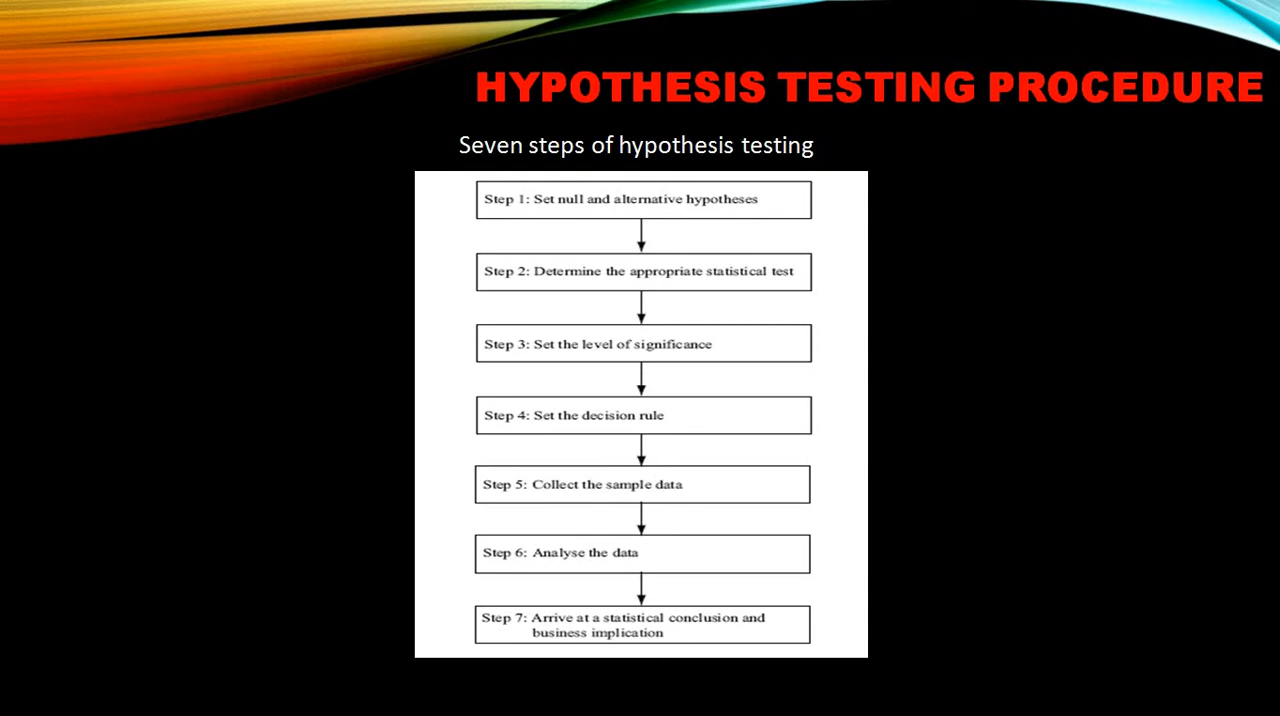 HYPOTHESIS TESTING PROCEDURE
Seven steps of hypothesis testing
Step 1: Set null and alternative hypotheses
Step 2: Determine the appropriate statistical test
Step 3: Set the level of significance
Step 4: Set the decision rule
Step 5: Collect the sample data
Step 6: Analyse the data
Step 7: Arrive at a statistical conclusion and
business implication